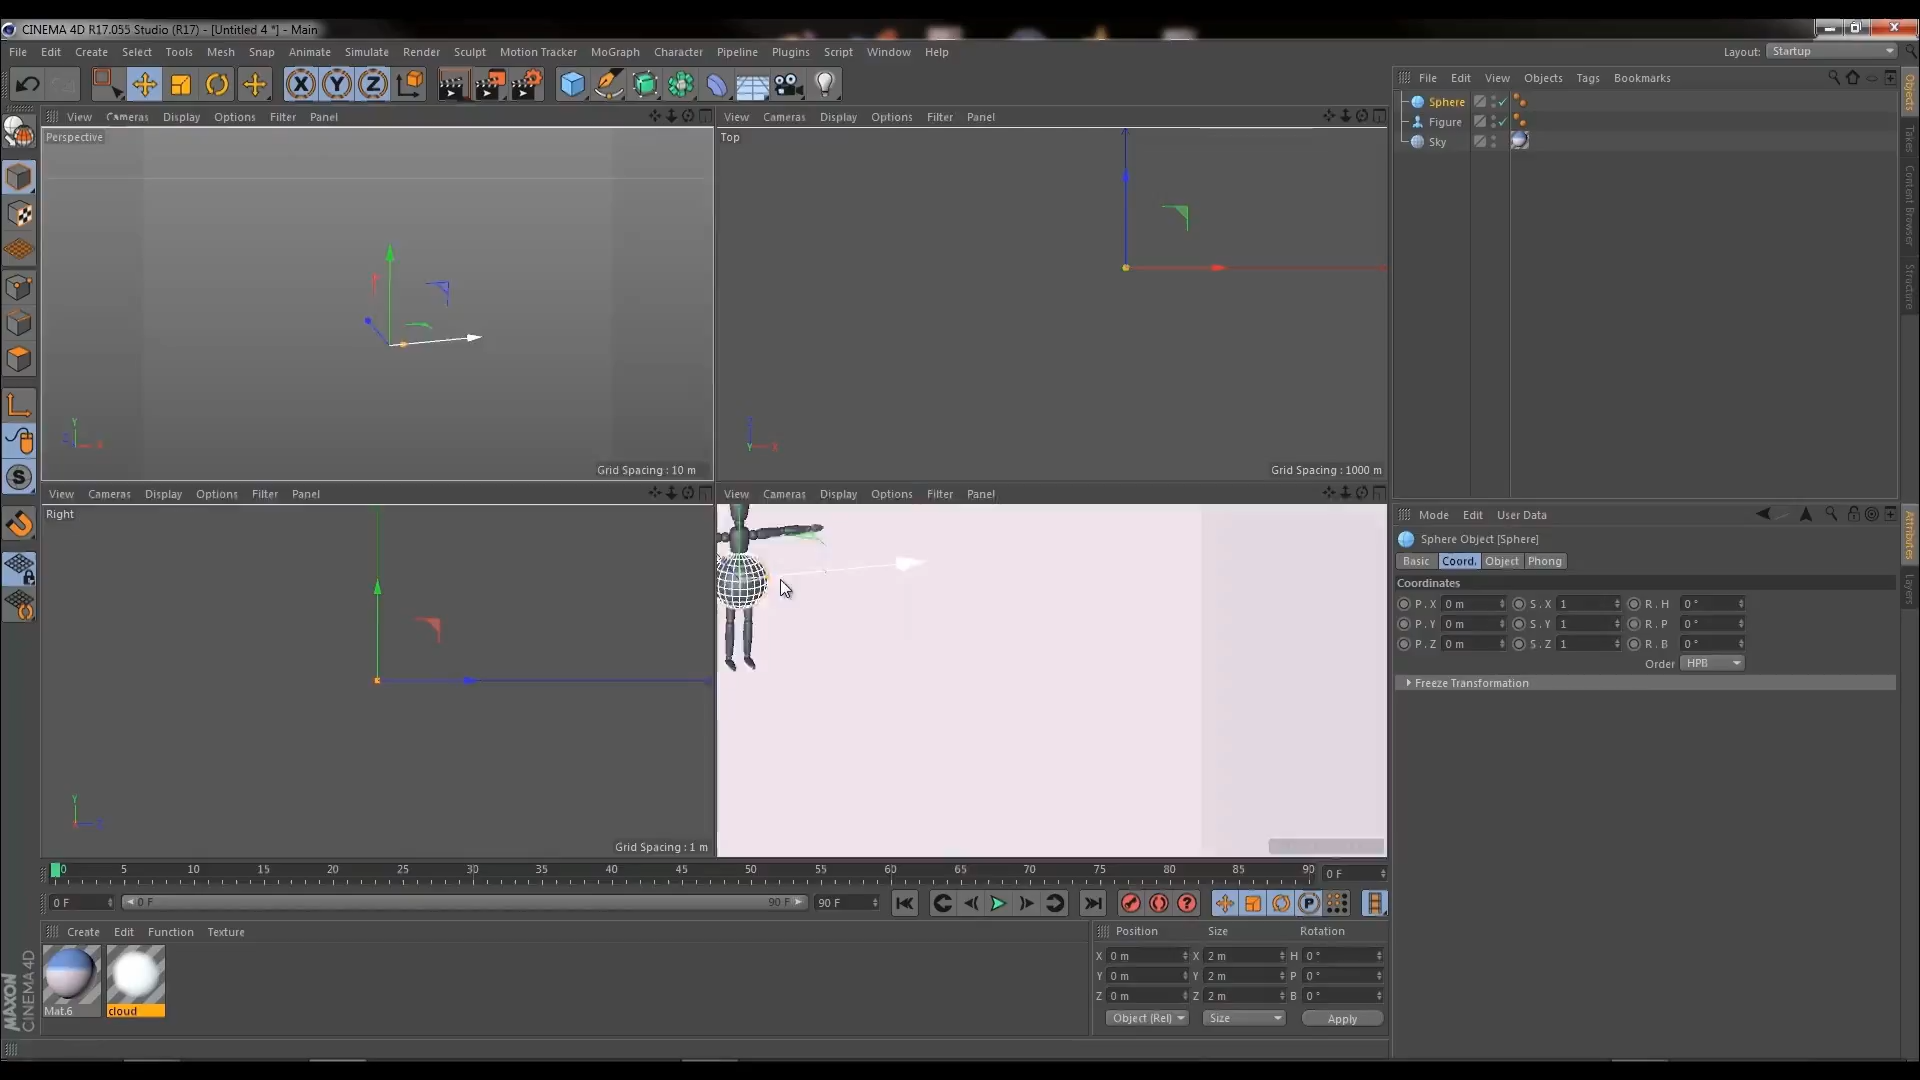 CINEMA 4D R17.055 Studio (R17) - [Untitled 4 *] - Main
File Edit Create Select Tools Mesh Snap Animate Simulate Render Sculpt Motion Tracker MoGraph Character Pipeline Plugins Script Window Help
Layout: Startup
X Y Z
File Edit View Objects Tags Bookmarks
Sphere
Figure
Sky
Objects
Takes
Content Browser
Structure
View Cameras Display Options Filter Panel
Perspective
Y
Z X
Grid Spacing : 10 m
View Cameras Display Options Filter Panel
Top
Z
Y X
Grid Spacing : 1000 m
View Cameras Display Options Filter Panel
Right
Y
X Z
Grid Spacing : 1 m
View Cameras Display Options Filter Panel
Mode Edit User Data
Sphere Object [Sphere]
Basic Coord. Object Phong
Coordinates
P . X 0 m S . X 1 R . H 0 °
P . Y 0 m S . Y 1 R . P 0 °
P . Z 0 m S . Z 1 R . B 0 °
Order HPB
Freeze Transformation
Attributes
Layers
0 5 10 15 20 25 30 35 40 45 50 55 60 65 70 75 80 85 90 0 F
0 F 0 F 90 F 90 F
Create Edit Function Texture
Mat.6
cloud
Position Size Rotation
X 0 m X 2 m H 0 °
Y 0 m Y 2 m P 0 °
Z 0 m Z 2 m B 0 °
Object (Rel) Size Apply
MAXON
CINEMA 4D